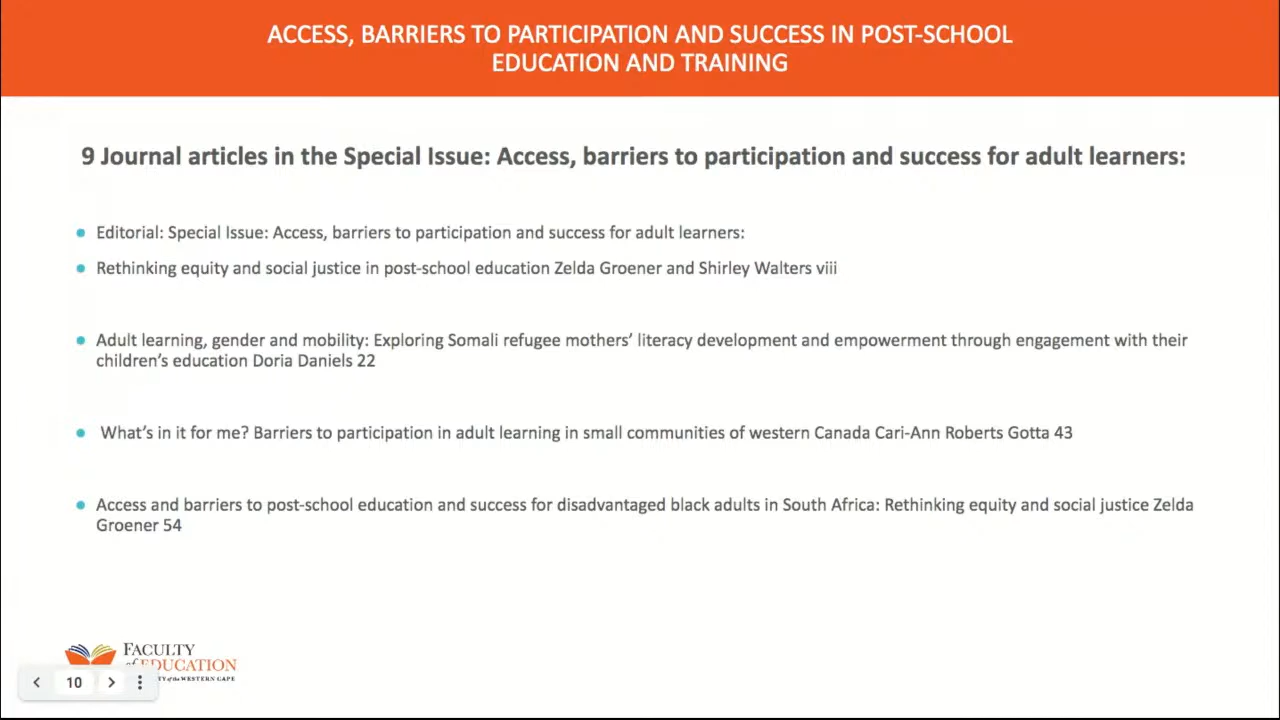 ACCESS, BARRIERS TO PARTICIPATION AND SUCCESS IN POST-SCHOOL
EDUCATION AND TRAINING
9 Journal articles in the Special Issue: Access, barriers to participation and success for adult learners:
Editorial: Special Issue: Access, barriers to participation and success for adult learners:
Rethinking equity and social justice in post-school education Zelda Groener and Shirley Walters viii
Adult learning, gender and mobility: Exploring Somali refugee mothers’ literacy development and empowerment through engagement with their
children’s education Doria Daniels 22
What’s in it for me? Barriers to participation in adult learning in small communities of western Canada Cari-Ann Roberts Gotta 43
Access and barriers to post-school education and success for disadvantaged black adults in South Africa: Rethinking equity and social justice Zelda
Groener 54
FACULTY
of EDUCATION
of the WESTERN CAPE
10